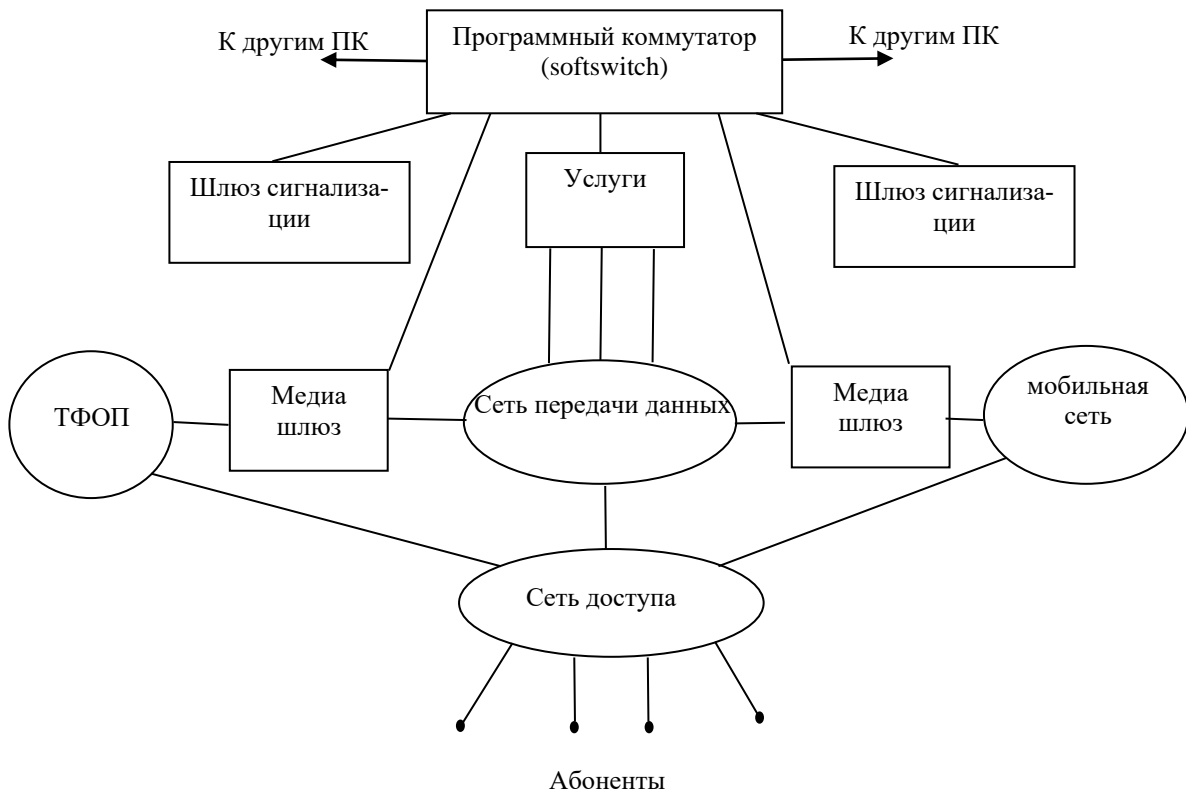 К другим ПК
Программный коммутатор
(softswitch)
К другим ПК
Шлюз сигнализа-
ции
Услуги
Шлюз сигнализа-
ции
ТФОП
Медиа
шлюз
Сеть передачи данных
Медиа
шлюз
мобильная
сеть
Сеть доступа
Абоненты